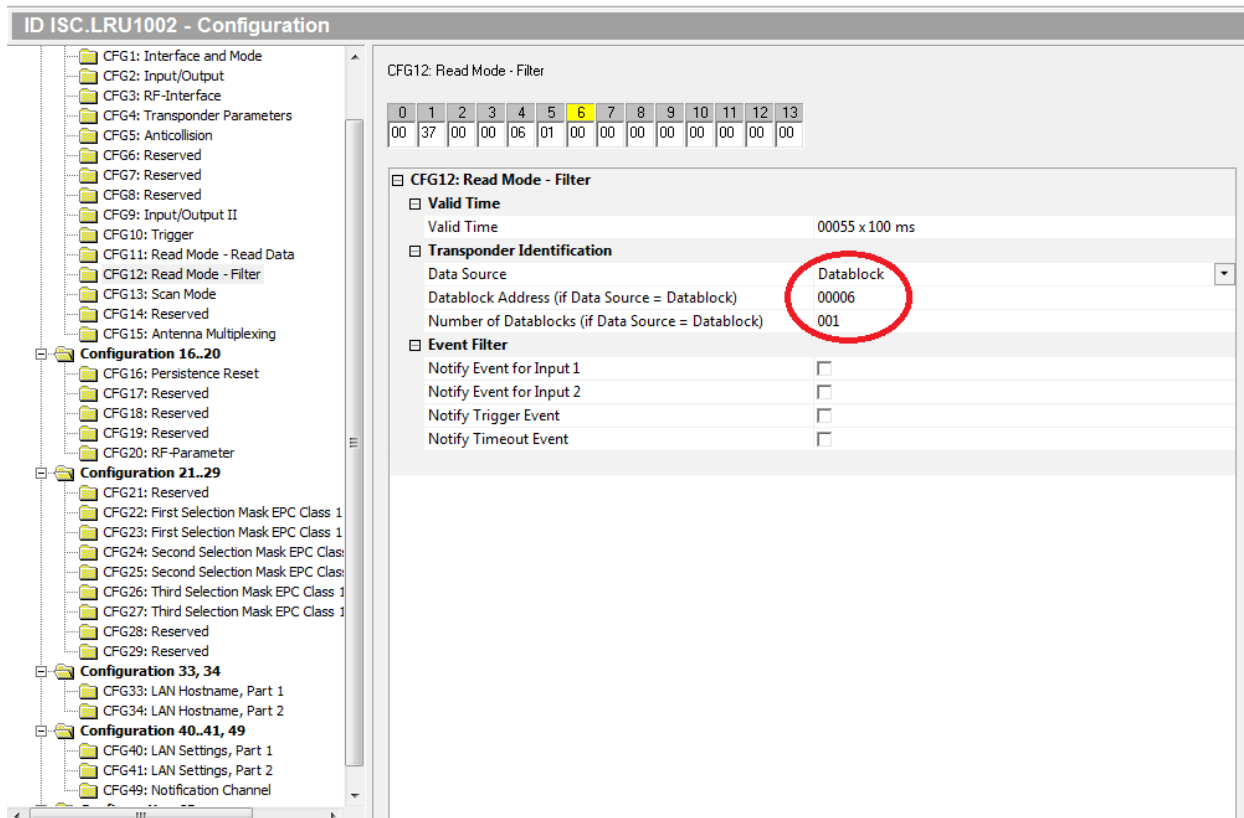 ID ISC.LRU1002 - Configuration
CFG1: Interface and Mode
CFG2: Input/Output
CFG3: RF-Interface
CFG4: Transponder Parameters
CFG5: Anticollision
CFG6: Reserved
CFG7: Reserved
CFG8: Reserved
CFG9: Input/Output II
CFG10: Trigger
CFG11: Read Mode - Read Data
CFG12: Read Mode - Filter
CFG13: Scan Mode
CFG14: Reserved
CFG15: Antenna Multiplexing
Configuration 16..20
CFG16: Persistence Reset
CFG17: Reserved
CFG18: Reserved
CFG19: Reserved
CFG20: RF-Parameter
Configuration 21..29
CFG21: Reserved
CFG22: First Selection Mask EPC Class 1
CFG23: First Selection Mask EPC Class 1
CFG24: Second Selection Mask EPC Clas
CFG25: Second Selection Mask EPC Clas
CFG26: Third Selection Mask EPC Class 1
CFG27: Third Selection Mask EPC Class 1
CFG28: Reserved
CFG29: Reserved
Configuration 33, 34
CFG33: LAN Hostname, Part 1
CFG34: LAN Hostname, Part 2
Configuration 40..41, 49
CFG40: LAN Settings, Part 1
CFG41: LAN Settings, Part 2
CFG49: Notification Channel
CFG12: Read Mode - Filter
0 1 2 3 4 5 6 7 8 9 10 11 12 13
00 37 00 00 06 01 00 00 00 00 00 00 00 00
CFG12: Read Mode - Filter
Valid Time
Valid Time 00055 x 100 ms
Transponder Identification
Data Source Datablock
Datablock Address (if Data Source = Datablock) 00006
Number of Datablocks (if Data Source = Datablock) 001
Event Filter
Notify Event for Input 1
Notify Event for Input 2
Notify Trigger Event
Notify Timeout Event